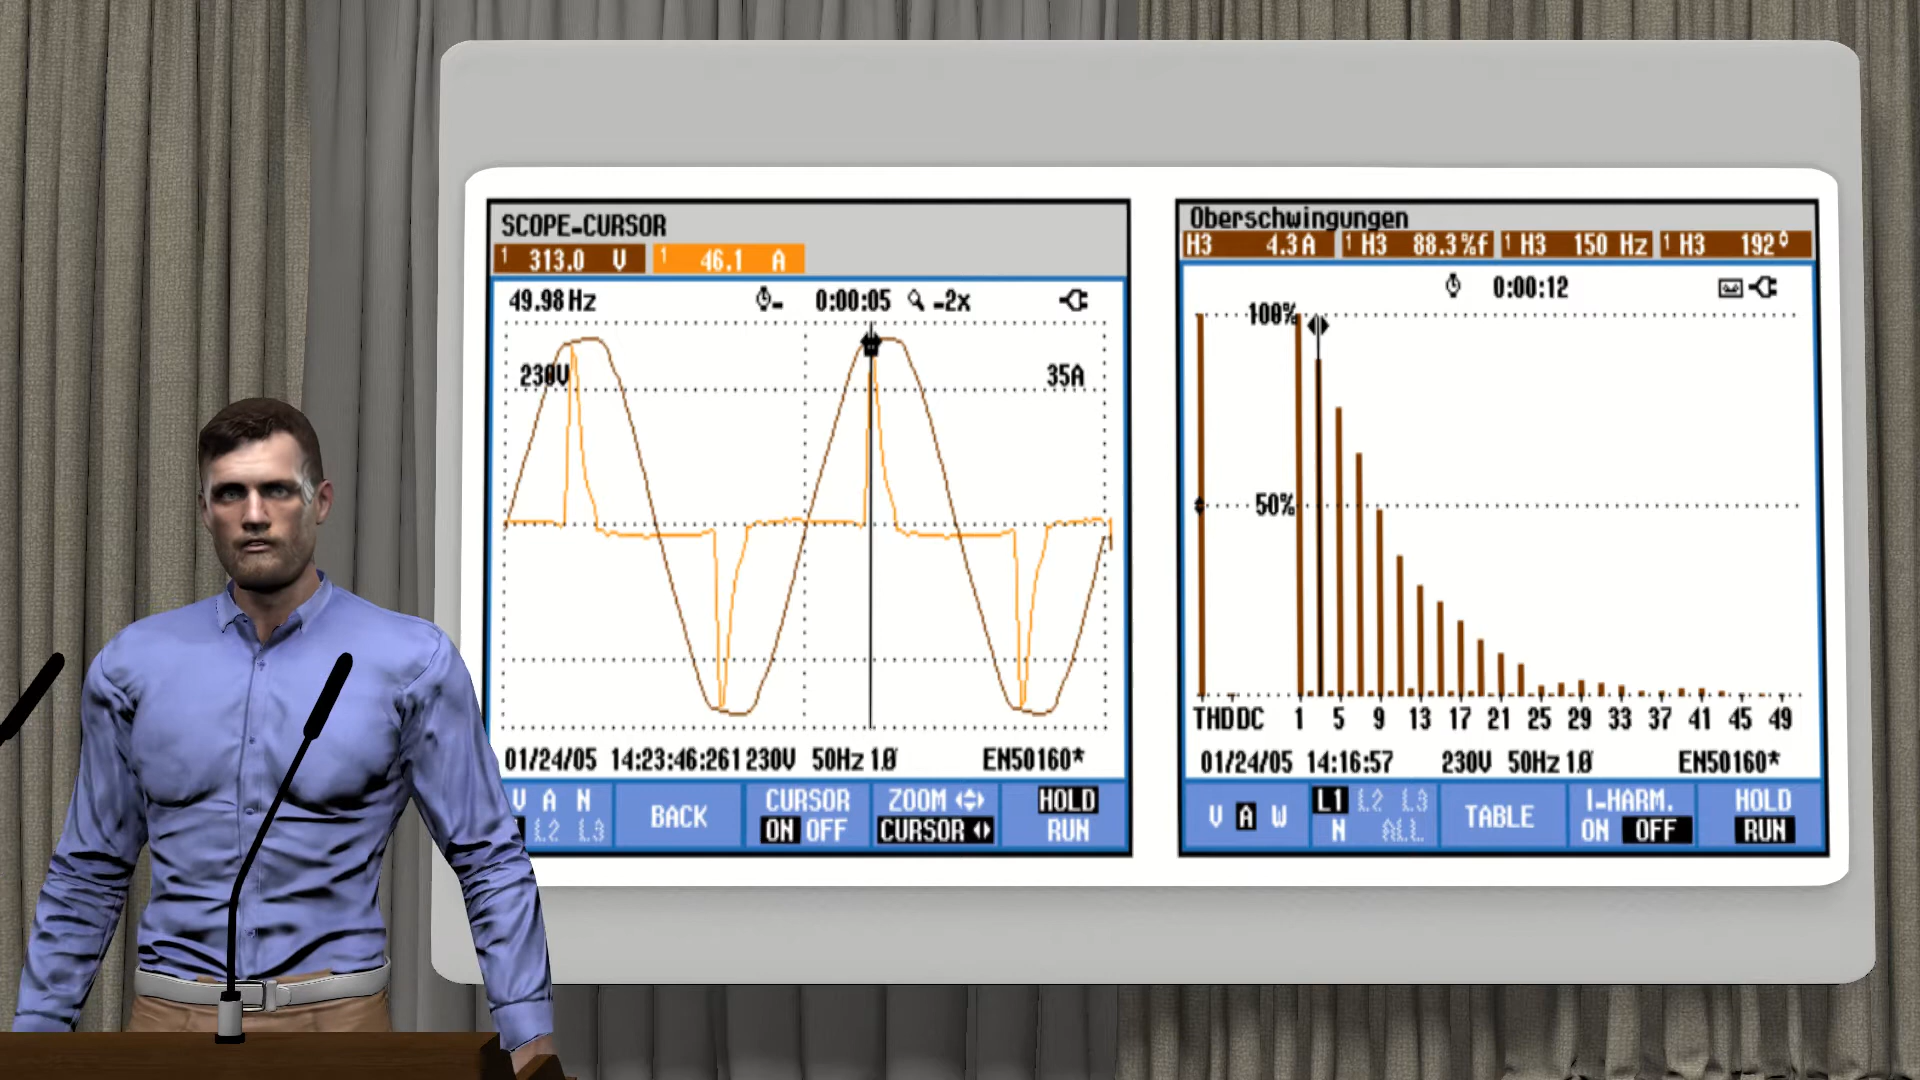 SCOPE-CURSOR
1 313.0 V 1 46.1 A
49.98Hz 0:00:05 -2x
230V 35A
01/24/05 14:23:46:261 230V 50Hz 1Ø EN50160*
V A N BACK CURSOR ZOOM HOLD
L2 L3 ON OFF CURSOR RUN
Oberschwingungen
H3 4.3A 1 H3 88.3%f 1 H3 150 Hz 1 H3 192°
0:00:12
100%
50%
THD DC 1 5 9 13 17 21 25 29 33 37 41 45 49
01/24/05 14:16:57 230V 50Hz 1Ø EN50160*
V A W L1 L2 L3 TABLE I-HARM. HOLD
N ALL ON OFF RUN